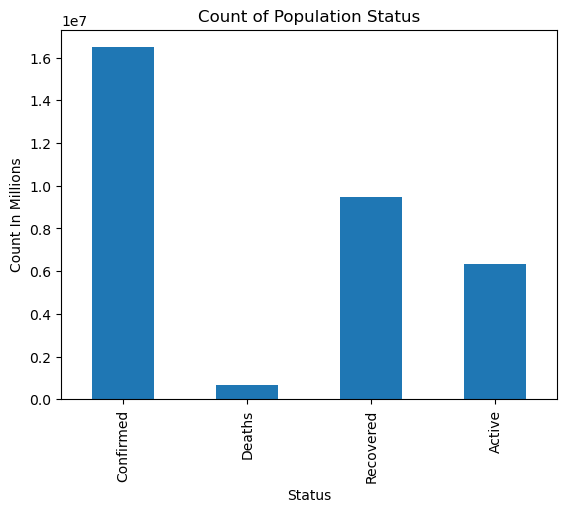 Count of Population Status
1e7
1.6
1.4
1.2
1.0
0.8
0.6
0.4
0.2
0.0
Count In Millions
Confirmed
Deaths
Recovered
Active
Status